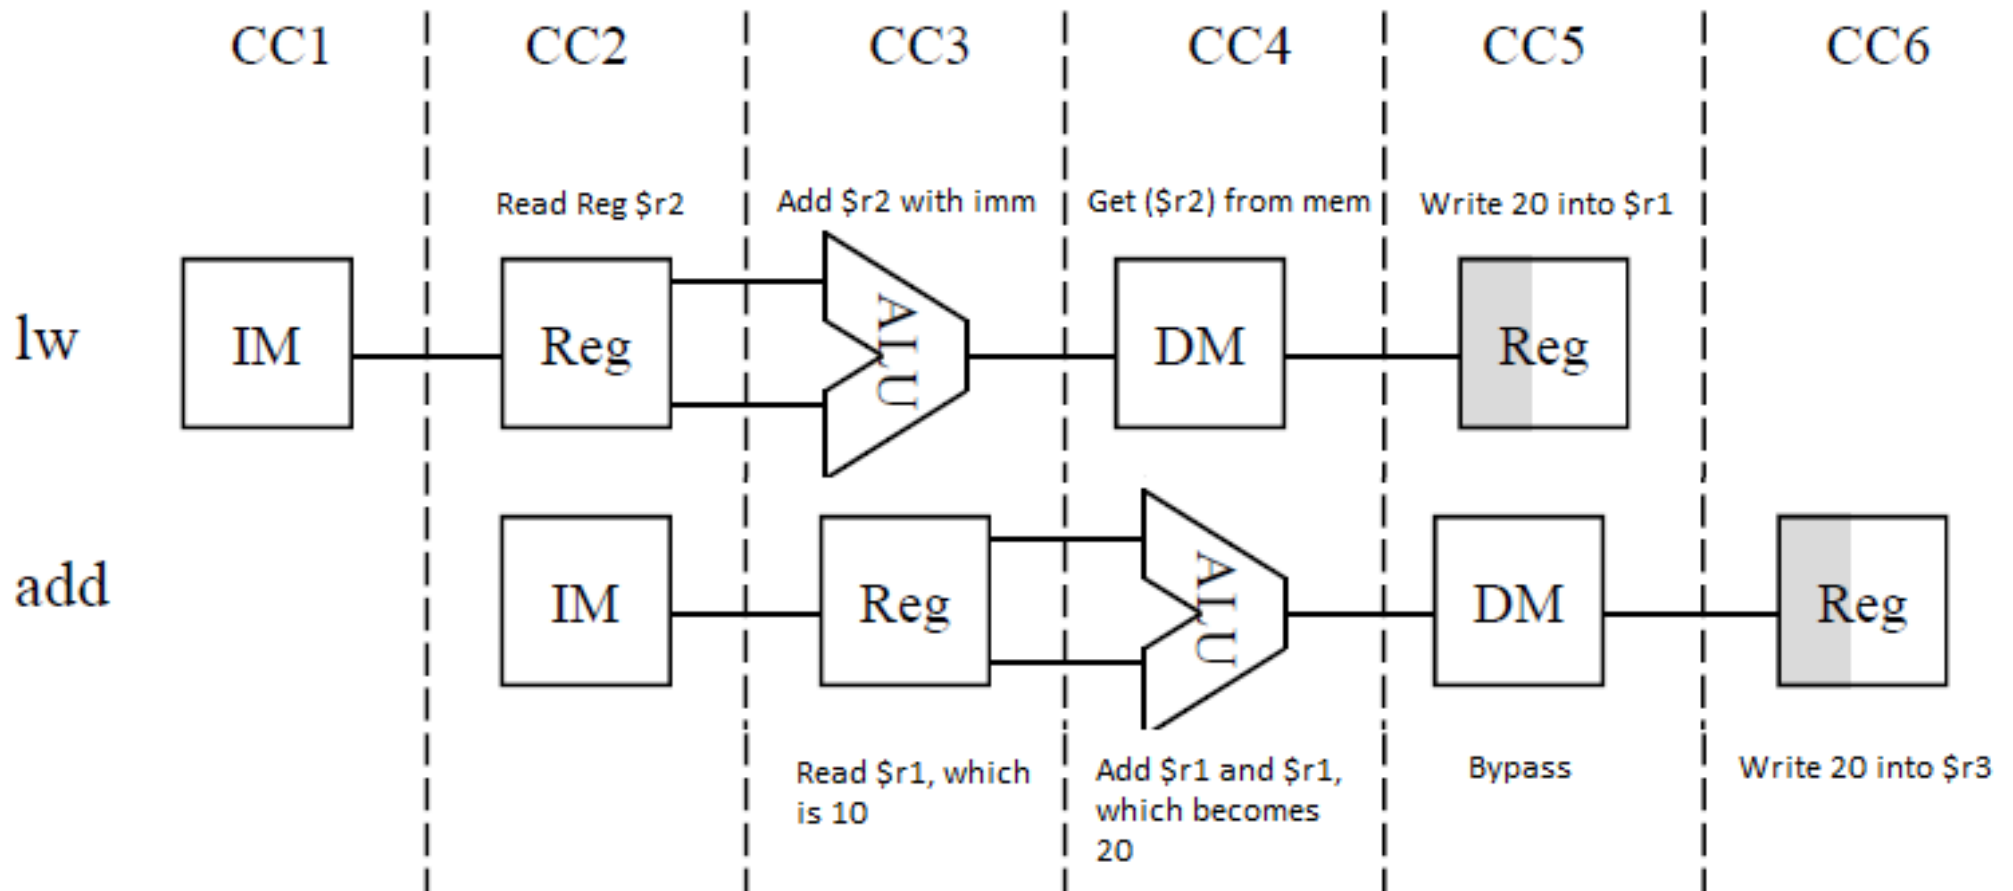 CC1 CC2 CC3 CC4 CC5 CC6
Read Reg $r2 Add $r2 with imm Get ($r2) from mem Write 20 into $r1
lw IM Reg ALU DM Reg
add IM Reg ALU DM Reg
Read $r1, which
is 10
Add $r1 and $r1,
which becomes
20
Bypass
Write 20 into $r3